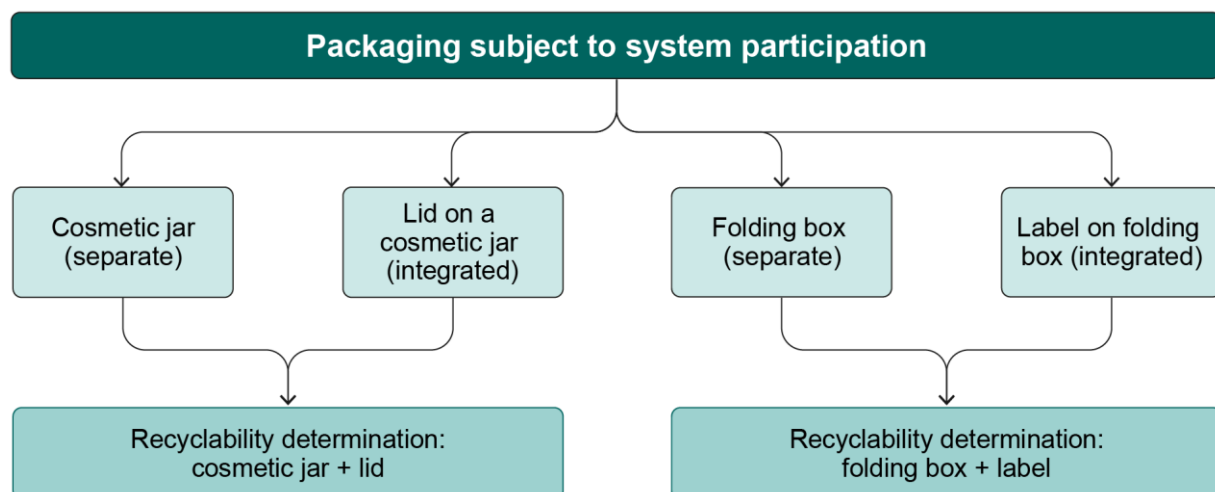 Packaging subject to system participation
Cosmetic jar
(separate)
Lid on a
cosmetic jar
(integrated)
Folding box
(separate)
Label on folding
box (integrated)
Recyclability determination:
cosmetic jar + lid
Recyclability determination:
folding box + label